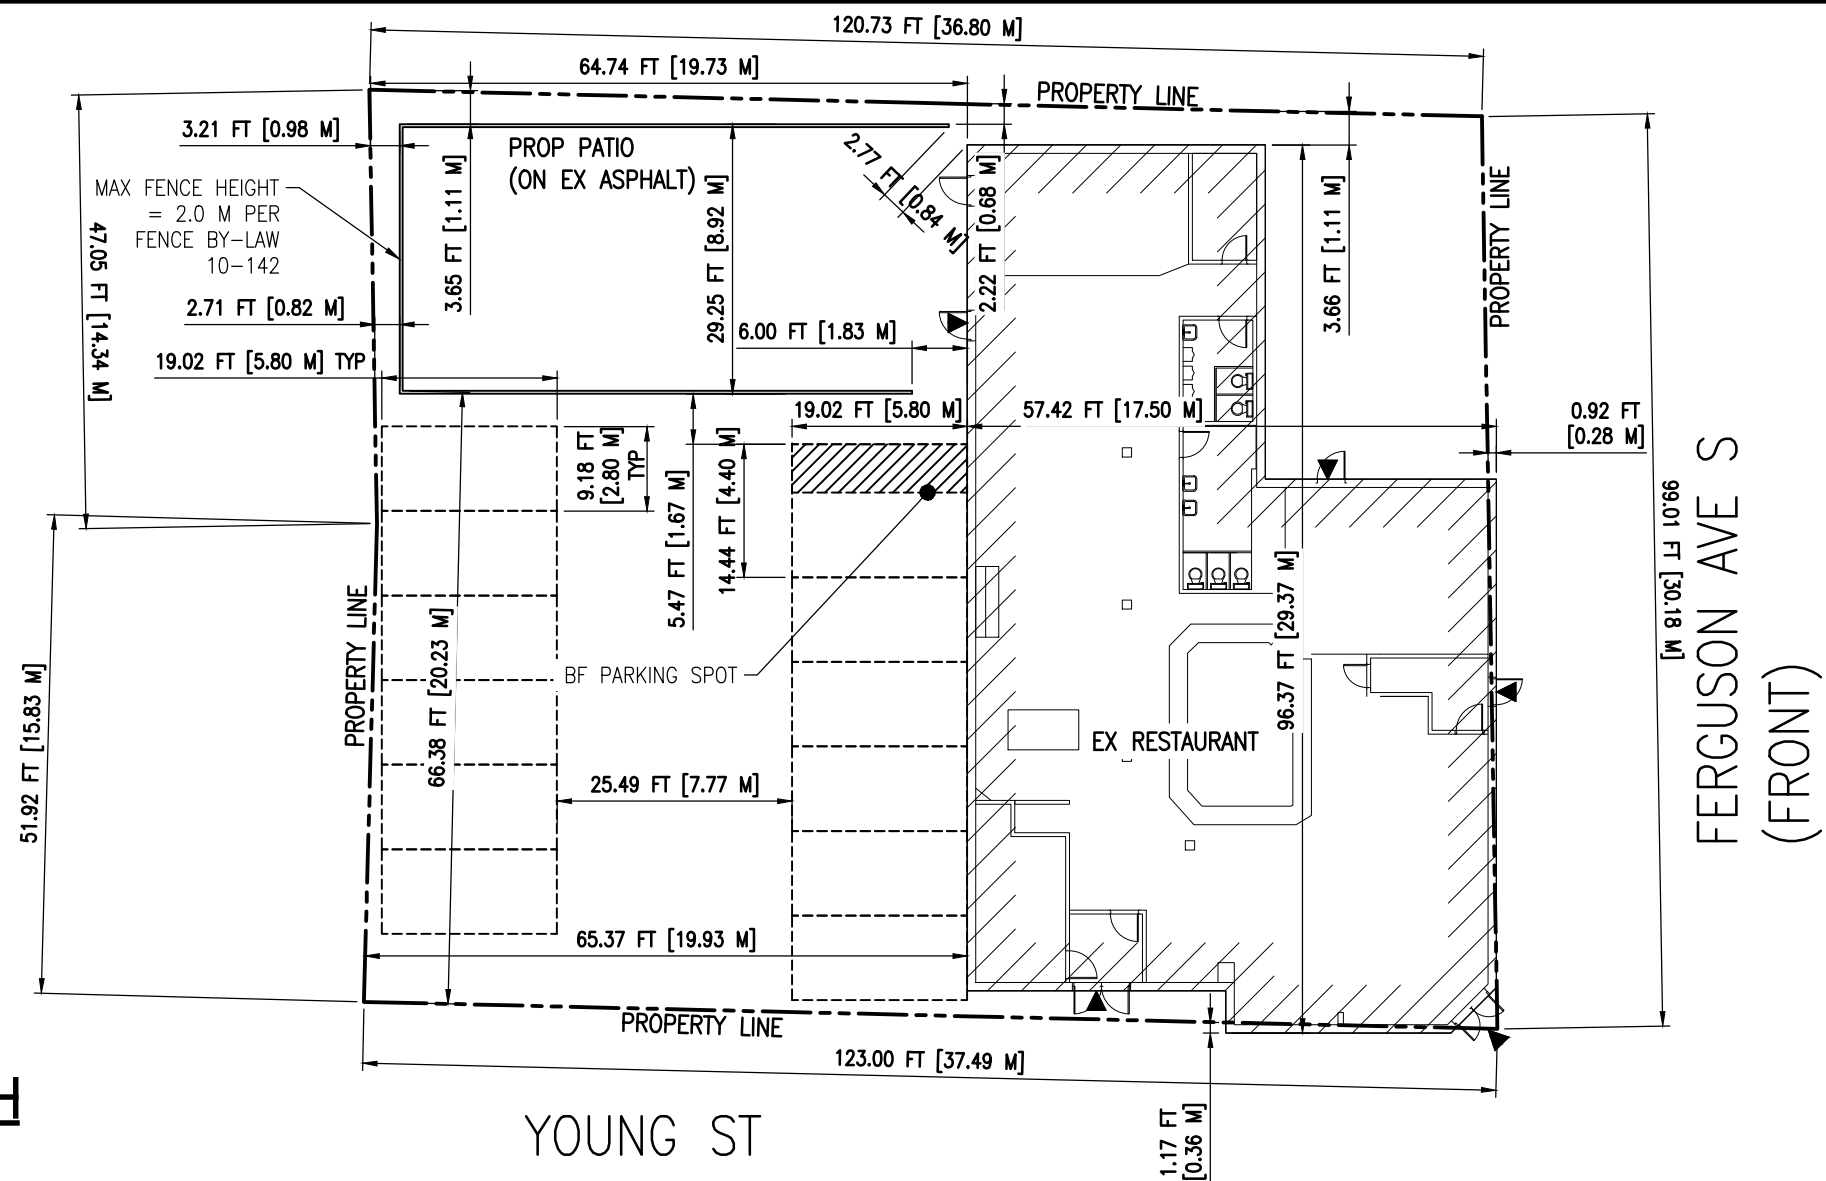 120.73 FT [36.80 M]
64.74 FT [19.73 M]
PROPERTY LINE
3.21 FT [0.98 M]
PROP PATIO
(ON EX ASPHALT)
MAX FENCE HEIGHT
= 2.0 M PER
FENCE BY-LAW
10-142
3.65 FT [1.11 M]
29.25 FT [8.92 M]
2.77 FT [0.84 M]
2.22 FT [0.68 M]
3.66 FT [1.11 M]
PROPERTY LINE
47.05 FT [14.34 M]
2.71 FT [0.82 M]
6.00 FT [1.83 M]
19.02 FT [5.80 M] TYP
19.02 FT [5.80 M]
57.42 FT [17.50 M]
0.92 FT
[0.28 M]
9.18 FT
[2.80 M]
TYP
5.47 FT [1.67 M]
14.44 FT [4.40 M]
99.01 FT [30.18 M]
FERGUSON AVE S
(FRONT)
PROPERTY LINE
66.38 FT [20.23 M]
BF PARKING SPOT
96.37 FT [29.37 M]
EX RESTAURANT
51.92 FT [15.83 M]
25.49 FT [7.77 M]
65.37 FT [19.93 M]
PROPERTY LINE
123.00 FT [37.49 M]
1.17 FT
[0.36 M]
YOUNG ST